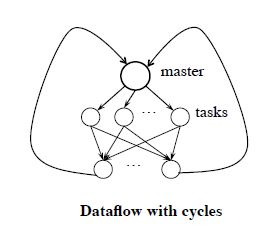 master
...
tasks
...
Dataflow with cycles